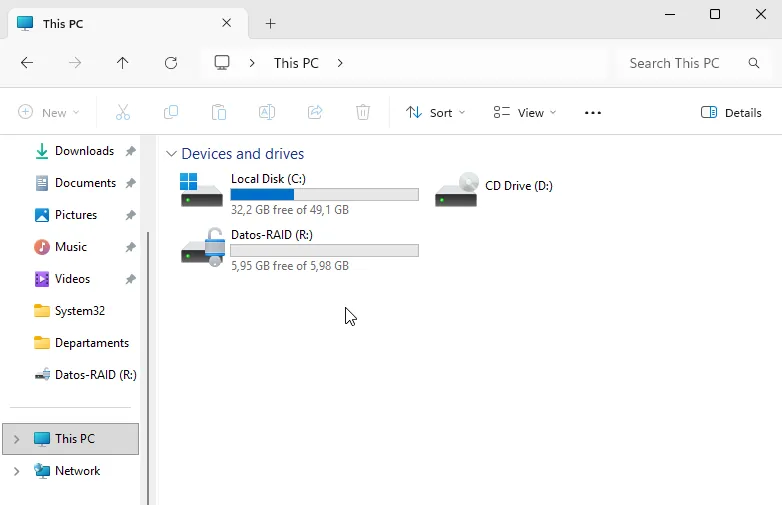 This PC
This PC
Search This PC
New
Sort
View
Details
Downloads
Documents
Pictures
Music
Videos
System32
Departaments
Datos-RAID (R:)
This PC
Network
Devices and drives
Local Disk (C:)
32,2 GB free of 49,1 GB
CD Drive (D:)
Datos-RAID (R:)
5,95 GB free of 5,98 GB